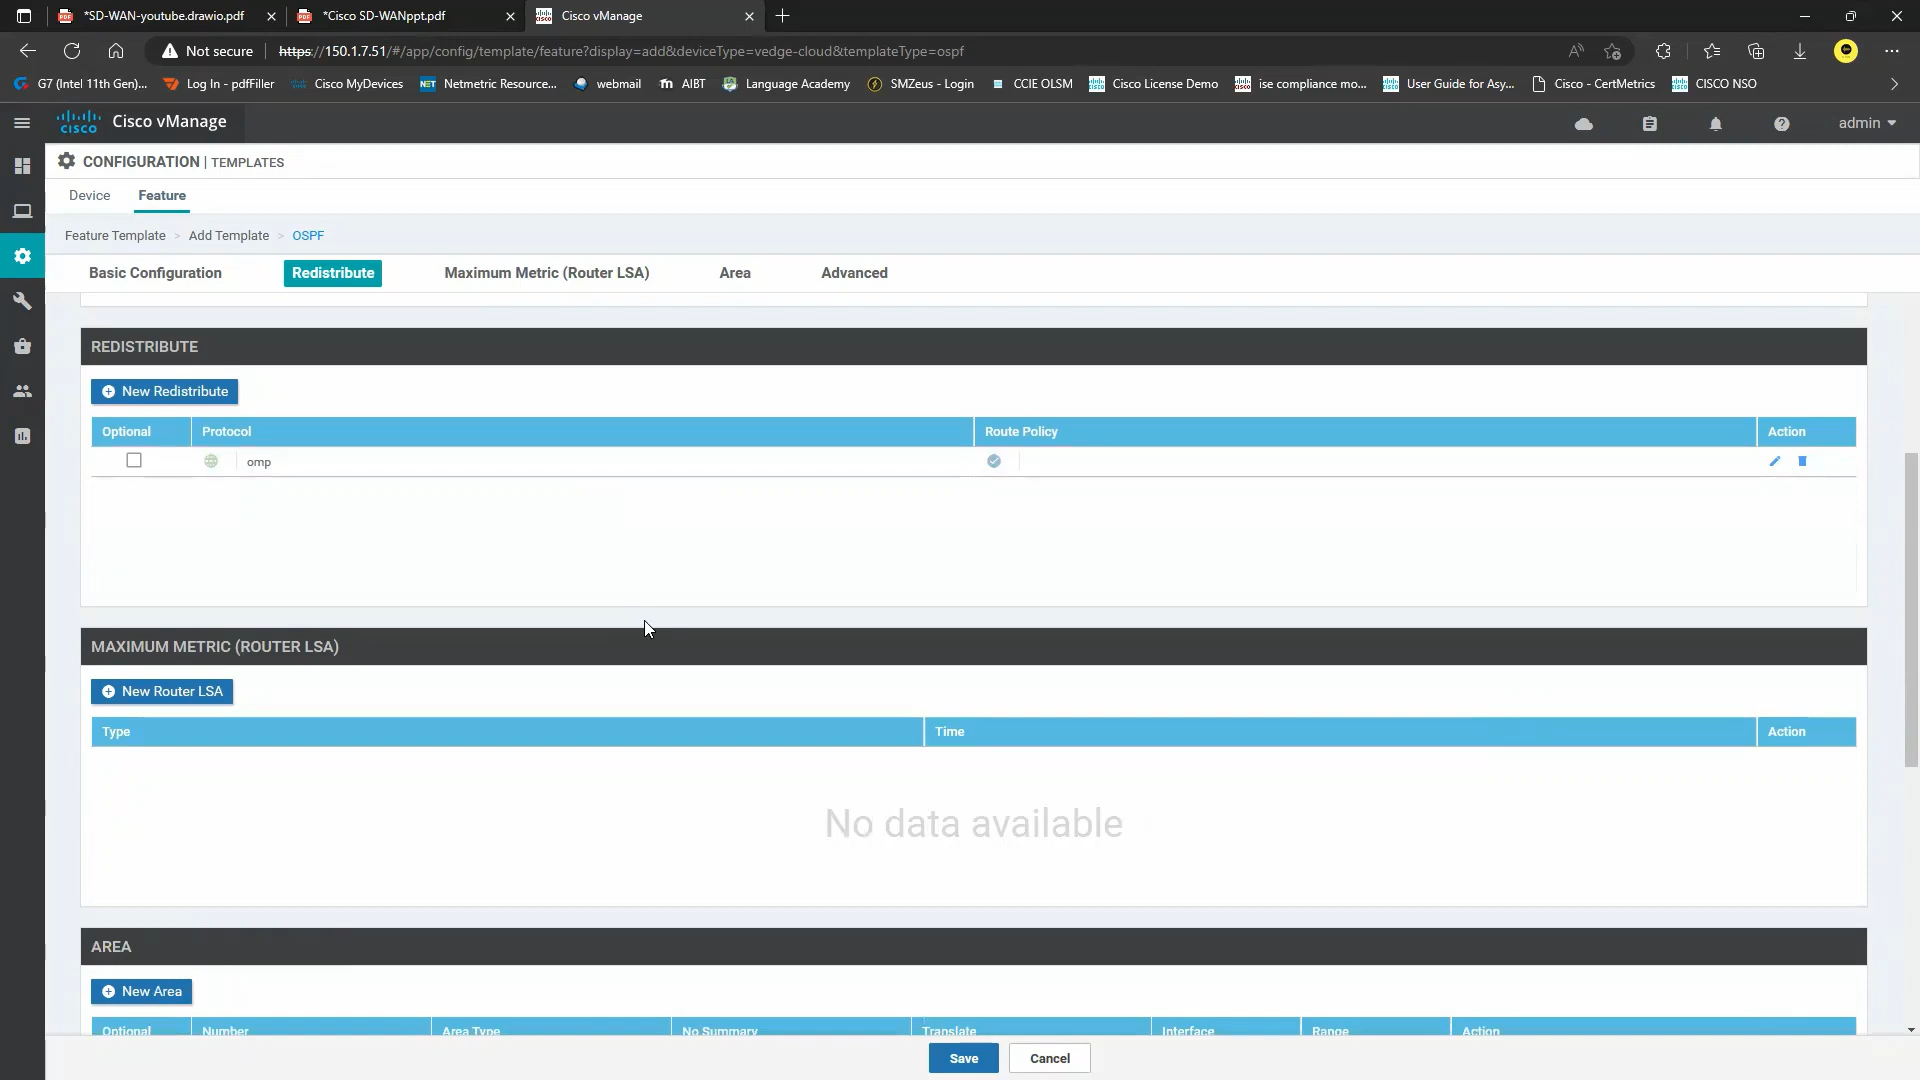 *SD-WAN-youtube.drawio.pdf
*Cisco SD-WANppt.pdf
Cisco vManage
Not secure
https://150.1.7.51/#/app/config/template/feature?display=add&deviceType=vedge-cloud&templateType=ospf
G7 (Intel 11th Gen)...
Log In - pdfFiller
Cisco MyDevices
NET
Netmetric Resource...
webmail
AIBT
Language Academy
SMZeus - Login
CCIE OLSM
Cisco License Demo
ise compliance mo...
User Guide for Asy...
Cisco - CertMetrics
CISCO NSO
cisco
Cisco vManage
admin
CONFIGURATION | TEMPLATES
Device
Feature
Feature Template > Add Template > OSPF
Basic Configuration
Redistribute
Maximum Metric (Router LSA)
Area
Advanced
REDISTRIBUTE
New Redistribute
Optional Protocol Route Policy Action
omp
MAXIMUM METRIC (ROUTER LSA)
New Router LSA
Type Time Action
No data available
AREA
New Area
Optional Number Area Type No Summary Translate Interface Range Action
Save
Cancel